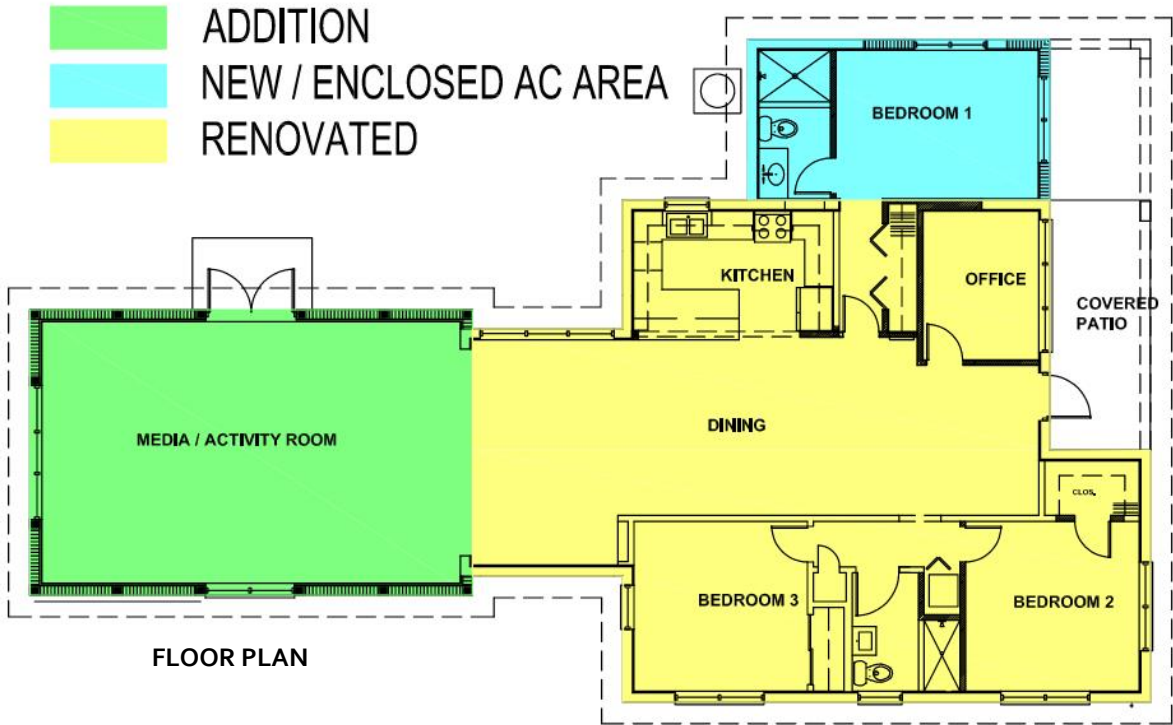 ADDITION
NEW / ENCLOSED AC AREA
RENOVATED
BEDROOM 1
KITCHEN
OFFICE
COVERED
PATIO
MEDIA / ACTIVITY ROOM
DINING
CLOS.
BEDROOM 3
BEDROOM 2
FLOOR PLAN